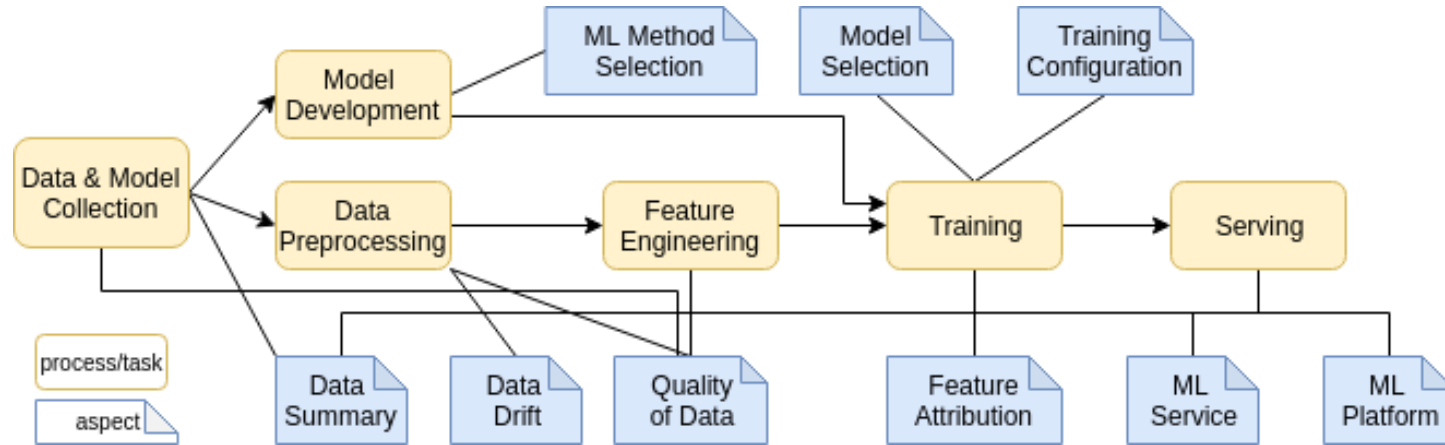 ML Method
Selection
Model
Selection
Training
Configuration
Model
Development
Data & Model
Collection
Data
Preprocessing
Feature
Engineering
Training
Serving
process/task
aspect
Data
Summary
Data
Drift
Quality
of Data
Feature
Attribution
ML
Service
ML
Platform